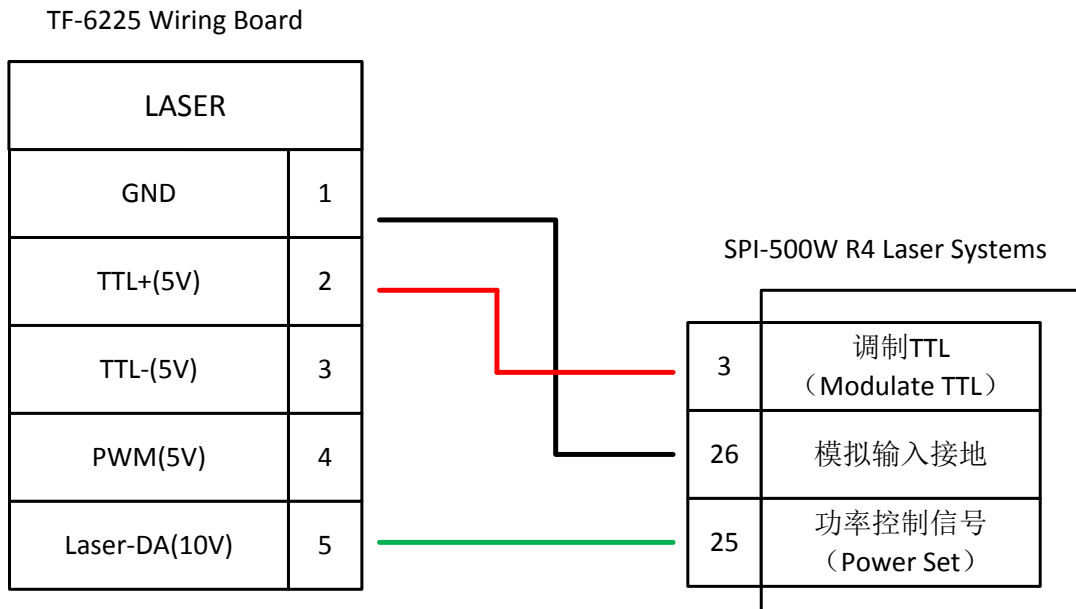 TF-6225 Wiring Board
LASER
GND 1
TTL+(5V) 2
TTL-(5V) 3
PWM(5V) 4
Laser-DA(10V) 5
SPI-500W R4 Laser Systems
3 调制TTL
（Modulate TTL）
26 模拟输入接地
25 功率控制信号
（Power Set）